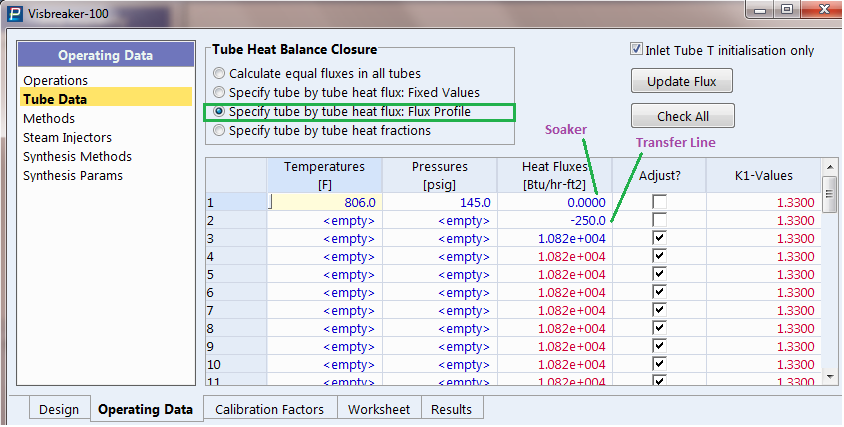 Visbreaker-100
Operating Data
Operations
Tube Data
Methods
Steam Injectors
Synthesis Methods
Synthesis Params
Tube Heat Balance Closure
Calculate equal fluxes in all tubes
Specify tube by tube heat flux: Fixed Values
Specify tube by tube heat flux: Flux Profile
Specify tube by tube heat fractions
Inlet Tube T initialisation only
Update Flux
Check All
Soaker
Transfer Line
Temperatures [F] Pressures [psig] Heat Fluxes [Btu/hr-ft2] Adjust? K1-Values
1 806.0 145.0 0.0000 1.3300
2 <empty> <empty> -250.0 1.3300
3 <empty> <empty> 1.082e+004 1.3300
4 <empty> <empty> 1.082e+004 1.3300
5 <empty> <empty> 1.082e+004 1.3300
6 <empty> <empty> 1.082e+004 1.3300
7 <empty> <empty> 1.082e+004 1.3300
8 <empty> <empty> 1.082e+004 1.3300
9 <empty> <empty> 1.082e+004 1.3300
10 <empty> <empty> 1.082e+004 1.3300
11 <empty> <empty> 1.082e+004 1.3300
Design Operating Data Calibration Factors Worksheet Results